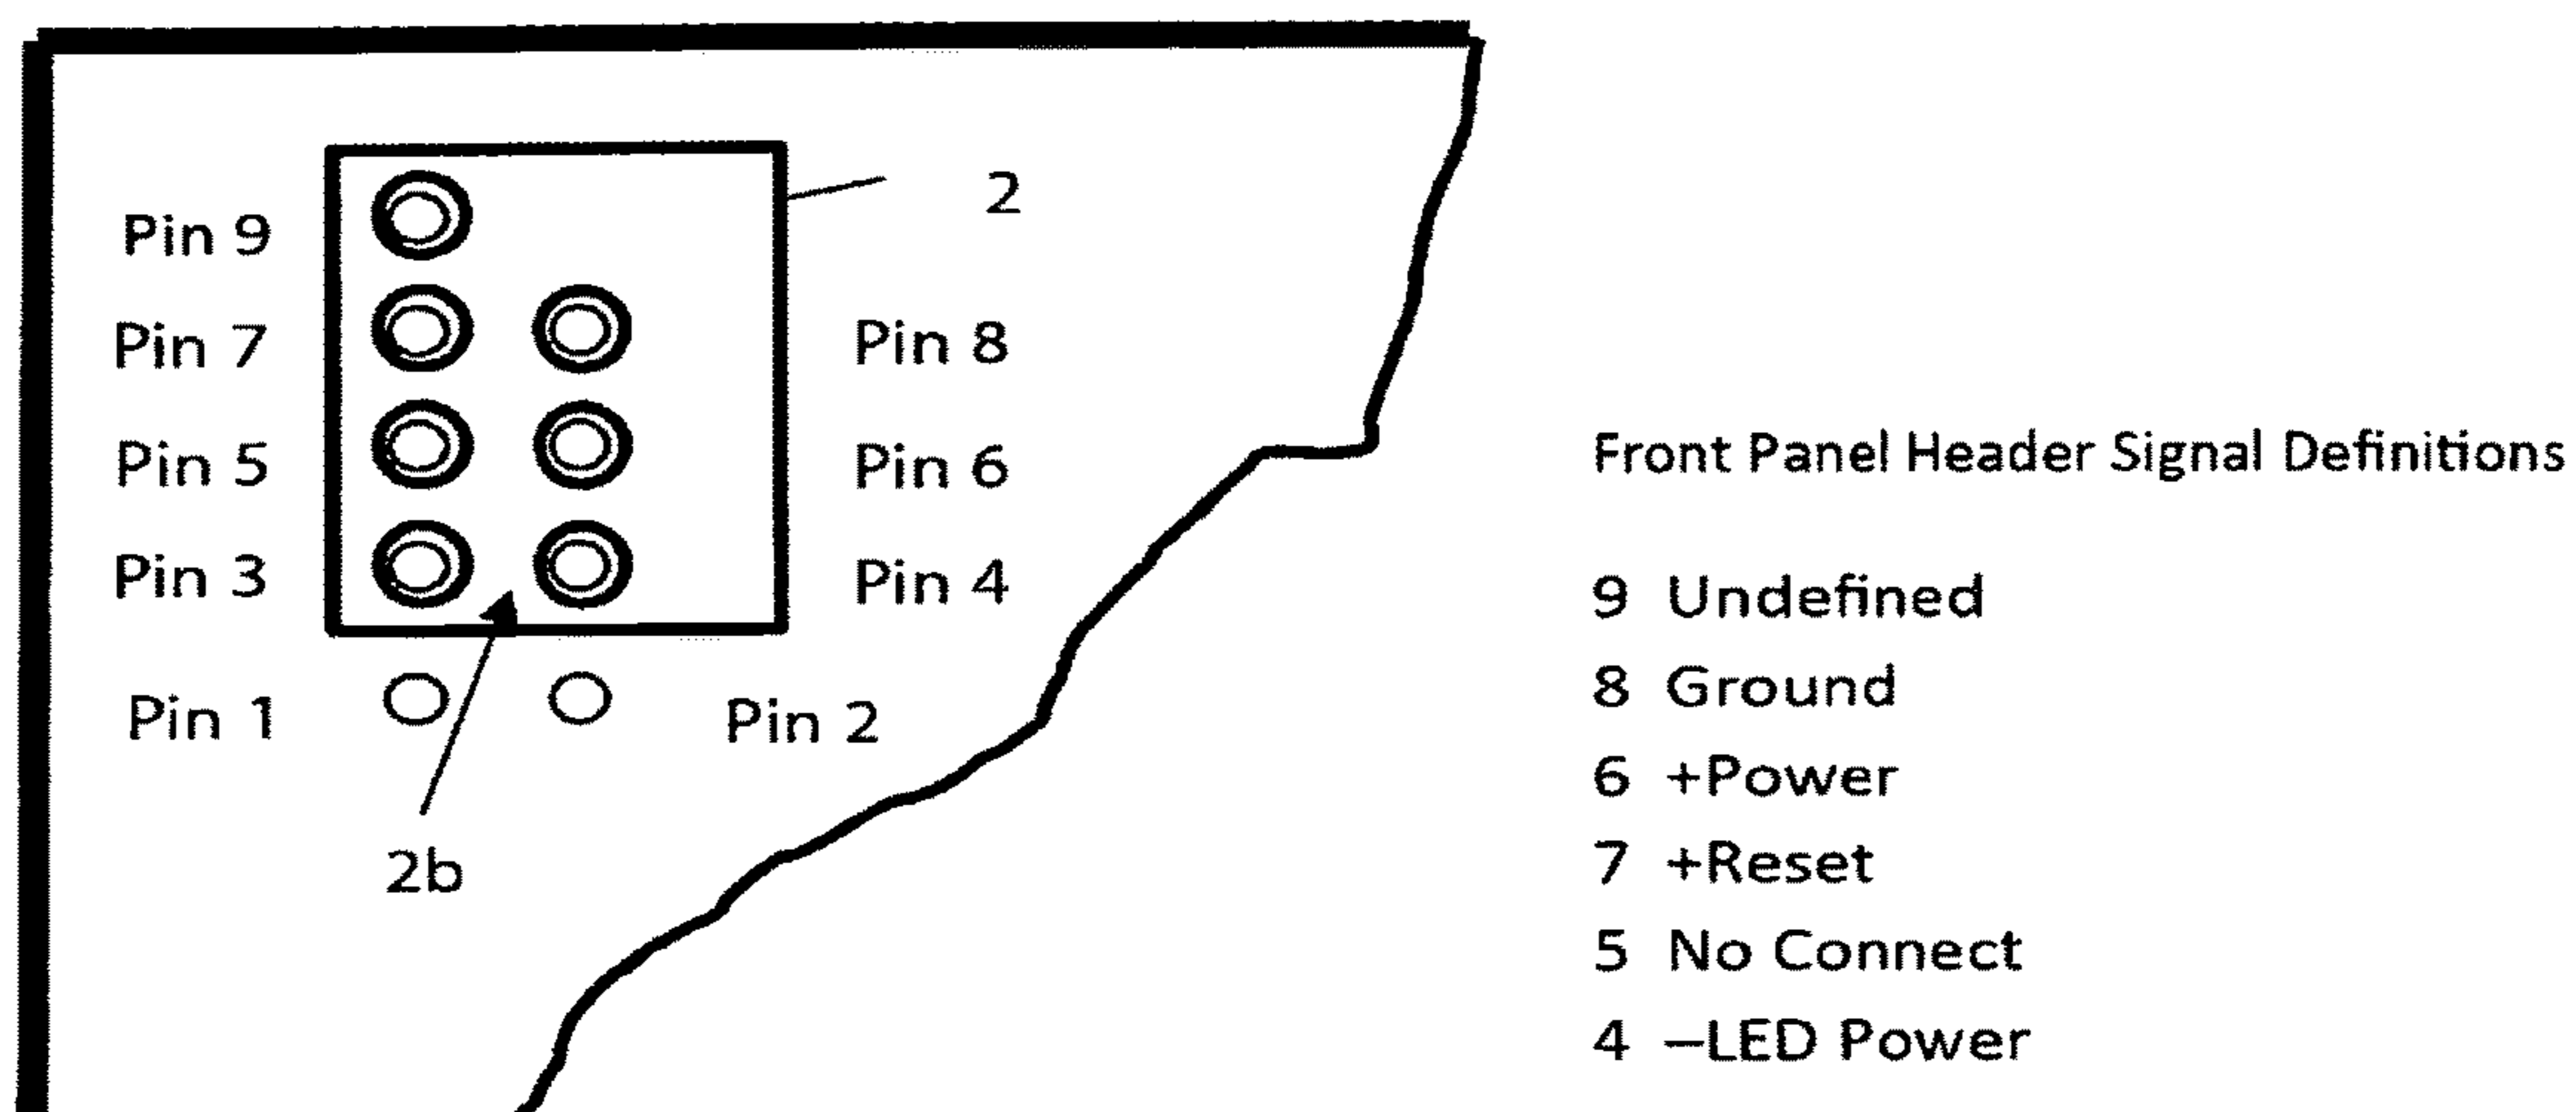 2
Pin 9
Pin 7
Pin 8
Pin 5
Pin 6
Pin 3
Pin 4
Pin 1
Pin 2
2b
Front Panel Header Signal Definitions
9 Undefined
8 Ground
6 +Power
7 +Reset
5 No Connect
4 –LED Power